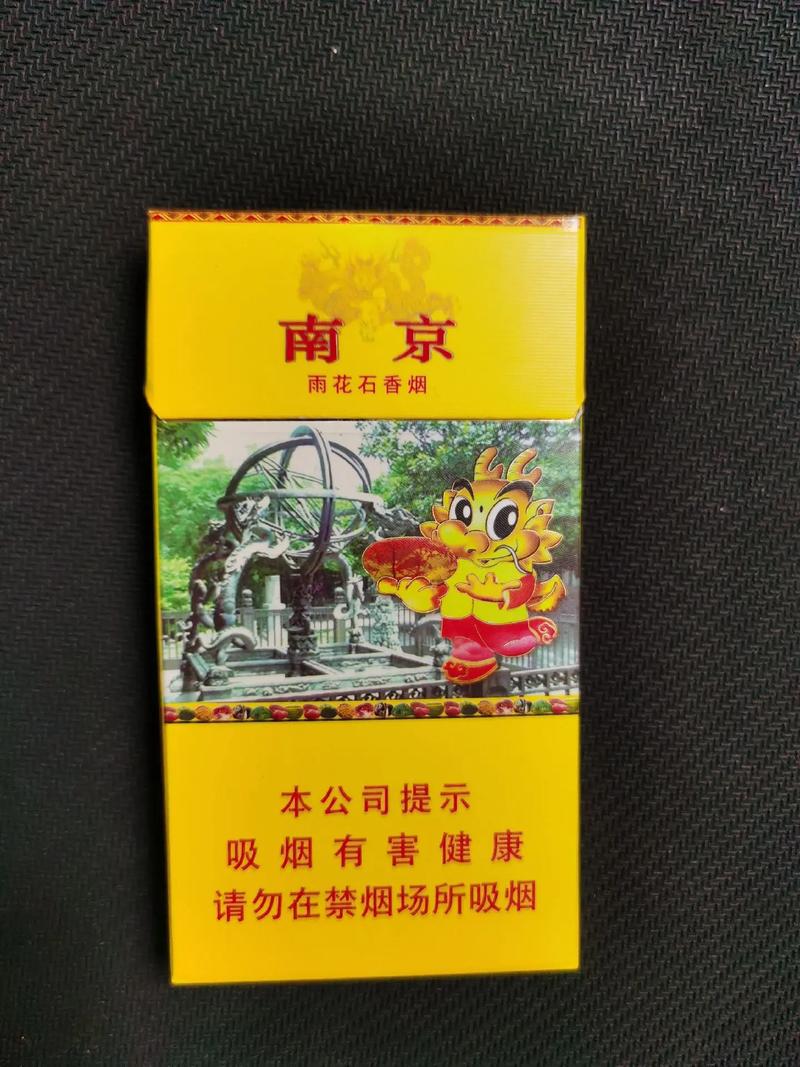 南京
雨花石香烟
本公司提示
吸烟有害健康
请勿在禁烟场所吸烟